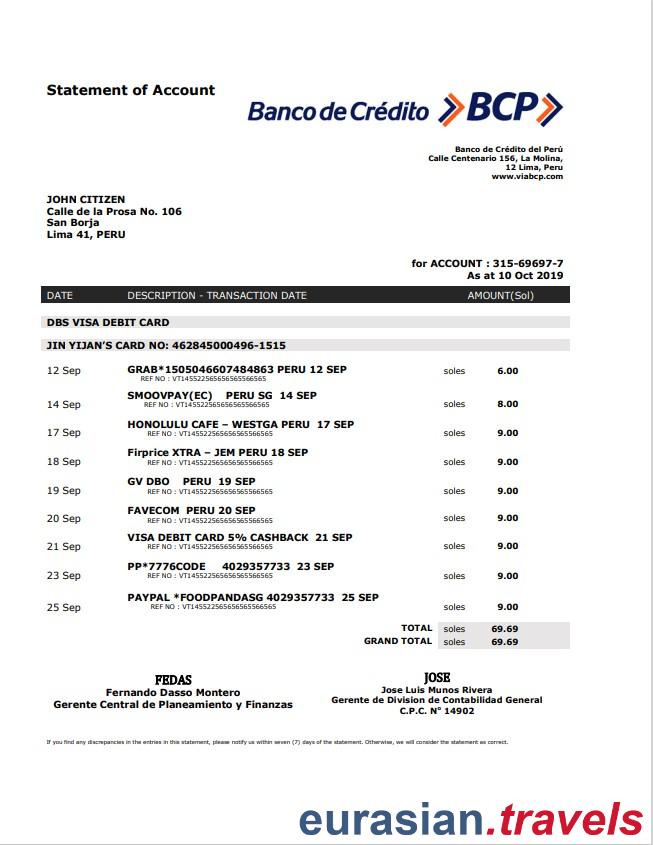 Statement of Account
Banco de Crédito BCP
Banco de Crédito del Perú
Calle Centenario 156, La Molina,
12 Lima, Peru
www.viabcp.com
JOHN CITIZEN
Calle de la Prosa No. 106
San Borja
Lima 41, PERU
for ACCOUNT : 315-69697-7
As at 10 Oct 2019
DATE DESCRIPTION - TRANSACTION DATE AMOUNT(Sol)
DBS VISA DEBIT CARD
JIN YIJAN'S CARD NO: 462845000496-1515
12 Sep GRAB*1505046607484863 PERU 12 SEP soles 6.00
REF NO : VT145522565656565566565
14 Sep SMOOVPAY(EC) PERU SG 14 SEP soles 8.00
REF NO : VT145522565656565566565
17 Sep HONOLULU CAFE – WESTGA PERU 17 SEP soles 9.00
REF NO : VT145522565656565566565
18 Sep Firprice XTRA – JEM PERU 18 SEP soles 9.00
REF NO : VT145522565656565566565
19 Sep GV DBO PERU 19 SEP soles 9.00
REF NO : VT145522565656565566565
20 Sep FAVECOM PERU 20 SEP soles 9.00
REF NO : VT145522565656565566565
21 Sep VISA DEBIT CARD 5% CASHBACK 21 SEP soles 9.00
REF NO : VT145522565656565566565
23 Sep PP*7776CODE 4029357733 23 SEP soles 9.00
REF NO : VT145522565656565566565
25 Sep PAYPAL *FOODPANDASG 4029357733 25 SEP soles 9.00
REF NO : VT145522565656565566565
TOTAL soles 69.69
GRAND TOTAL soles 69.69
FEDAS
Fernando Dasso Montero
Gerente Central de Planeamiento y Finanzas
JOSE
Jose Luis Munos Rivera
Gerente de Division de Contabilidad General
C.P.C. N° 14902
If you find any discrepancies in the entries in this statement, please notify us within seven (7) days of the statement. Otherwise, we will consider the statement as correct.
eurasian.travels